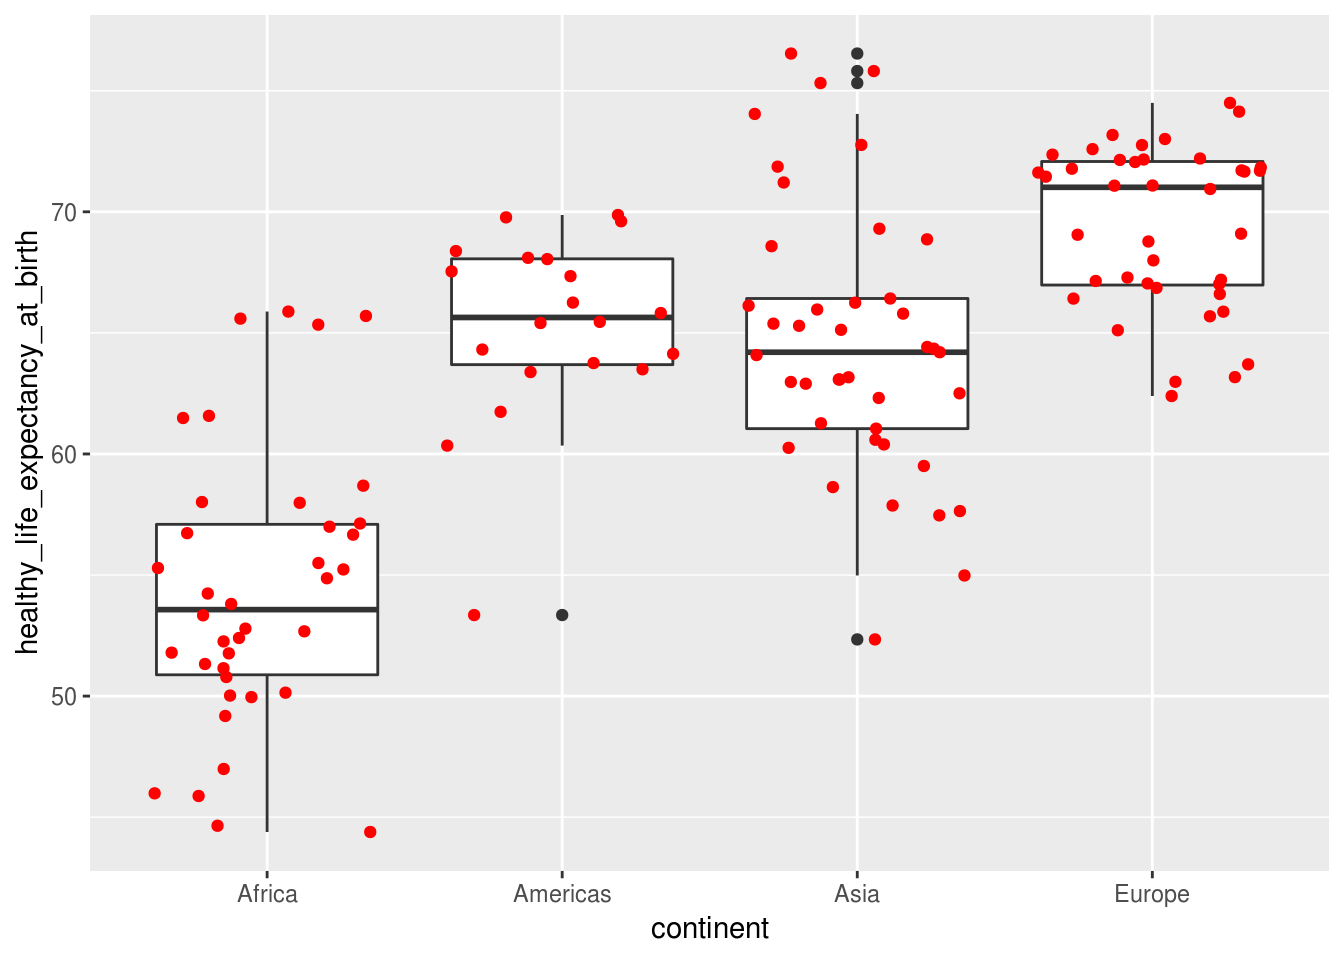 healthy_life_expectancy_at_birth
70
60
50
Africa Americas Asia Europe
continent